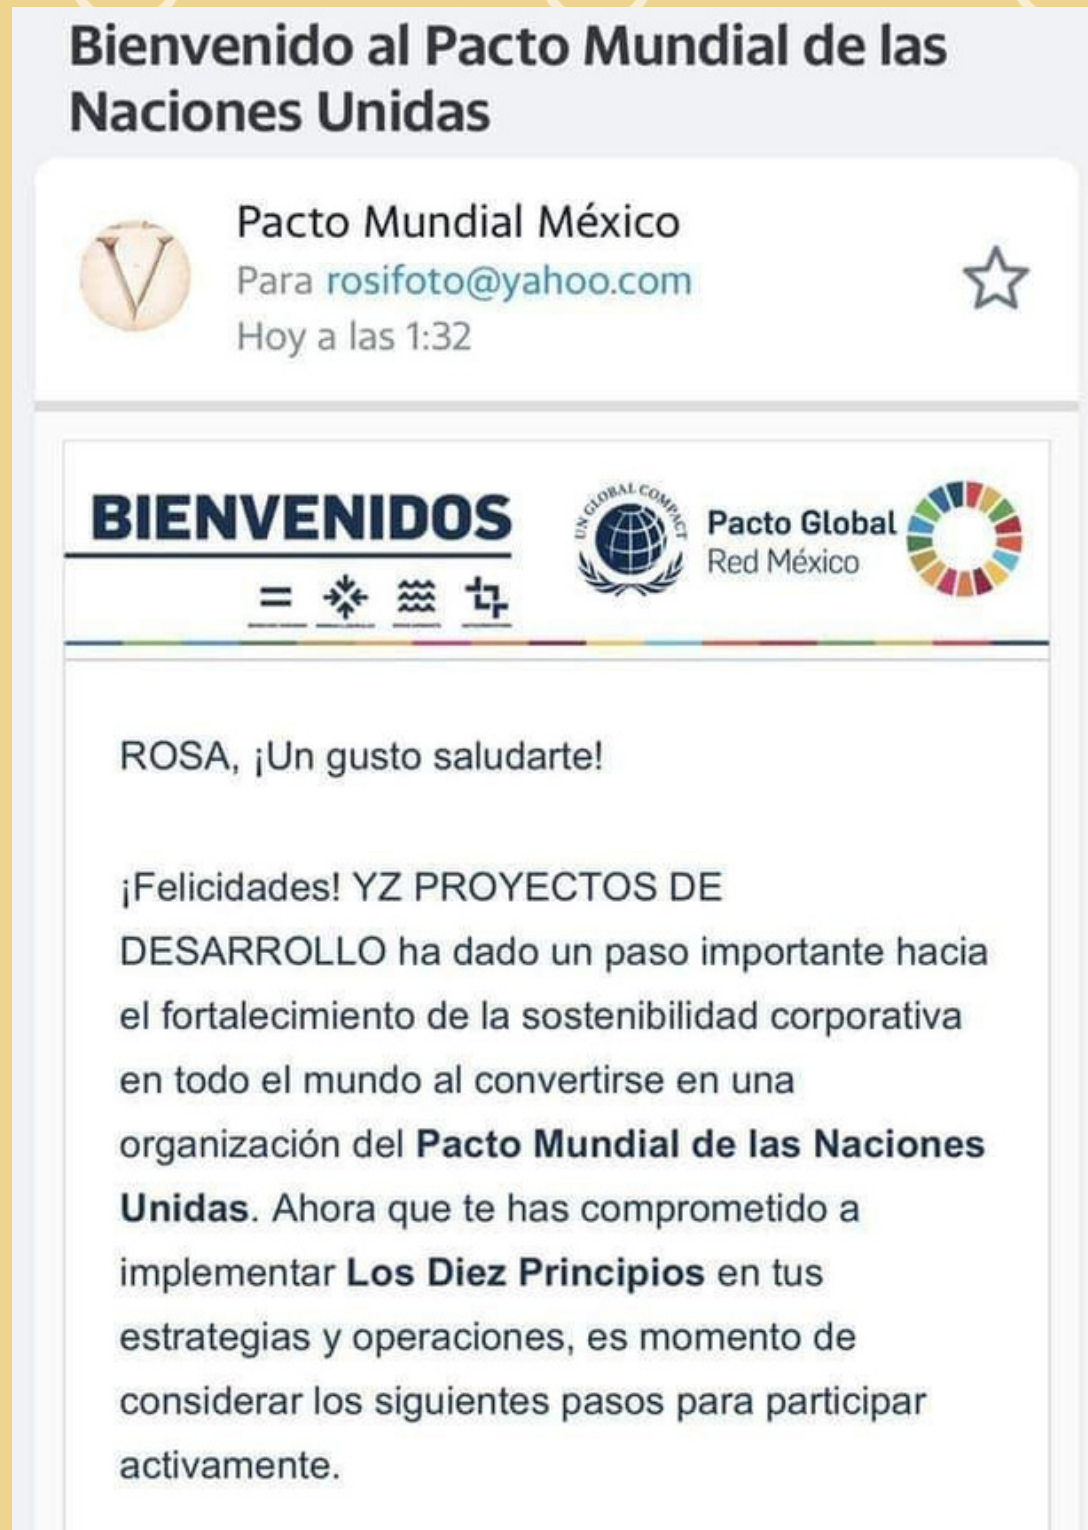 Bienvenido al Pacto Mundial de las
Naciones Unidas
V
Pacto Mundial México
Para rosifoto@yahoo.com
Hoy a las 1:32
BIENVENIDOS
UN GLOBAL COMPACT
Pacto Global
Red México
ROSA, ¡Un gusto saludarte!
¡Felicidades! YZ PROYECTOS DE
DESARROLLO ha dado un paso importante hacia
el fortalecimiento de la sostenibilidad corporativa
en todo el mundo al convertirse en una
organización del Pacto Mundial de las Naciones
Unidas. Ahora que te has comprometido a
implementar Los Diez Principios en tus
estrategias y operaciones, es momento de
considerar los siguientes pasos para participar
activamente.